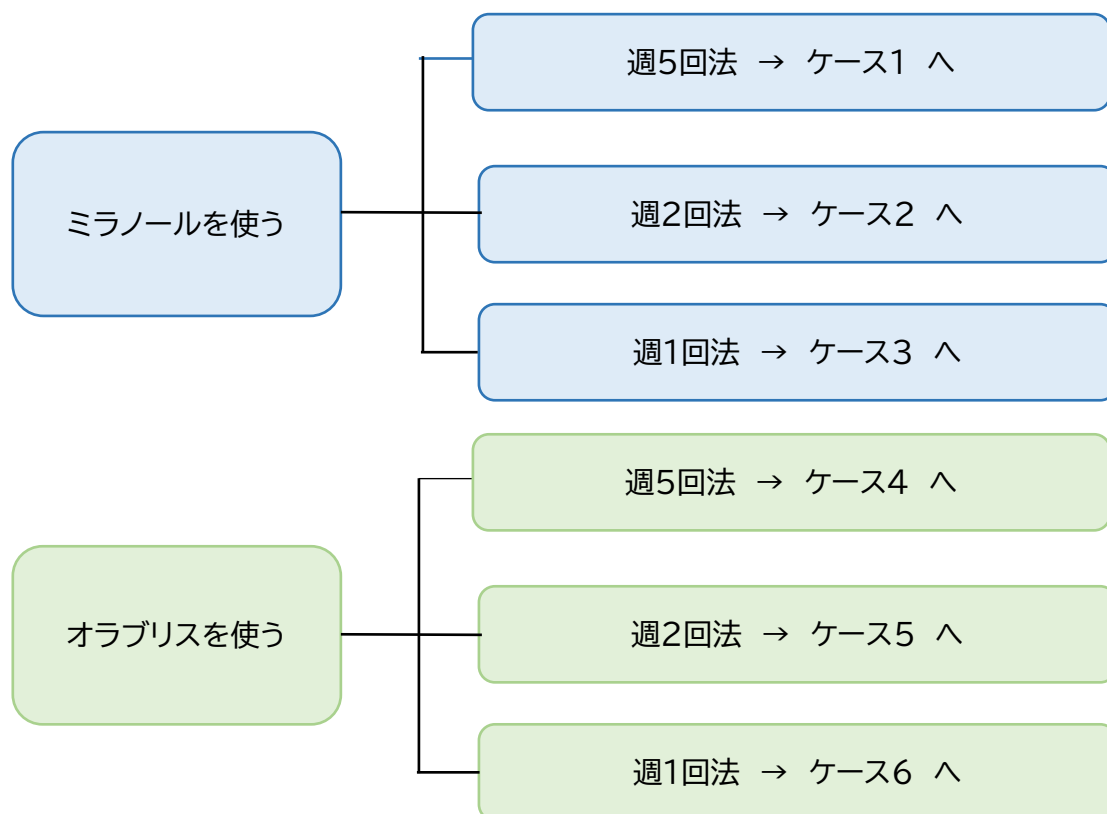 ミラノールを使う
週5回法 → ケース1 へ
週2回法 → ケース2 へ
週1回法 → ケース3 へ
オラブリスを使う
週5回法 → ケース4 へ
週2回法 → ケース5 へ
週1回法 → ケース6 へ